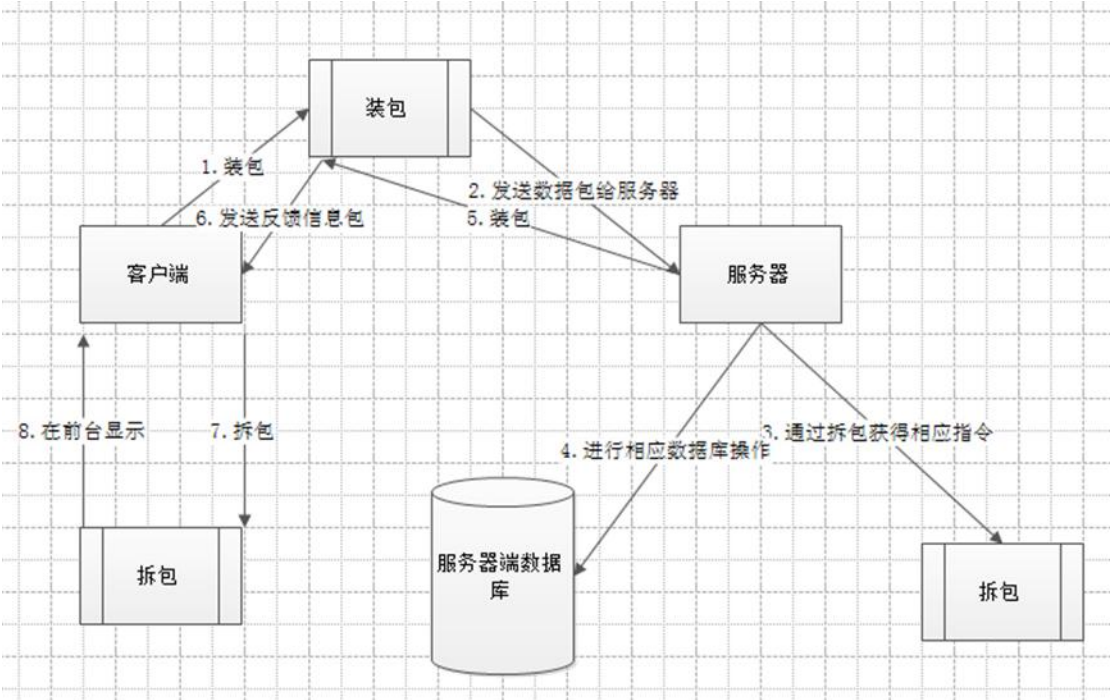 装包
1.装包
2.发送数据包给服务器
6.发送反馈信息包
5.装包
客户端
服务器
8.在前台显示
7.拆包
3.通过拆包获得相应指令
4.进行相应数据库操作
服务器端数据
库
拆包
拆包